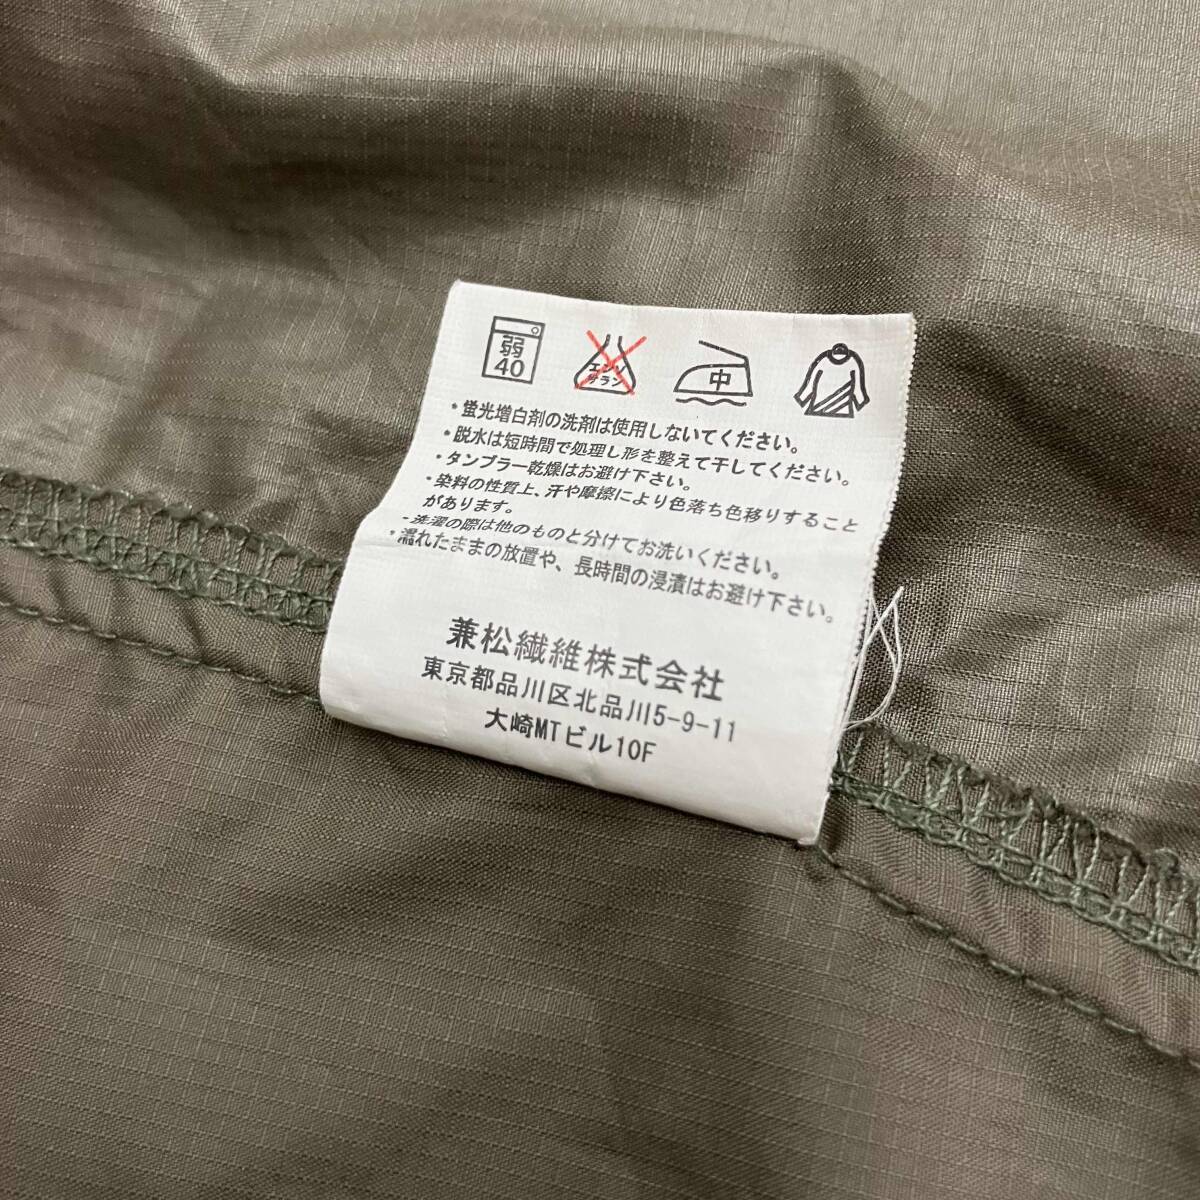 弱
40
エンソ
サラシ
中
*蛍光増白剤の洗剤は使用しないてください。
*脱水は短時間で処理し形を整えて干してください。
*タンブラー乾燥はお避け下さい。
*染料の性質上、汗や摩擦により色落ち色移りすること
があります。
-洗濯の際は他のものと分けてお洗いください。
*濡れたままの放置や、長時間の浸漬はお避け下さい。
兼松繊維株式会社
東京都品川区北品川5-9-11
大崎MTビル10F